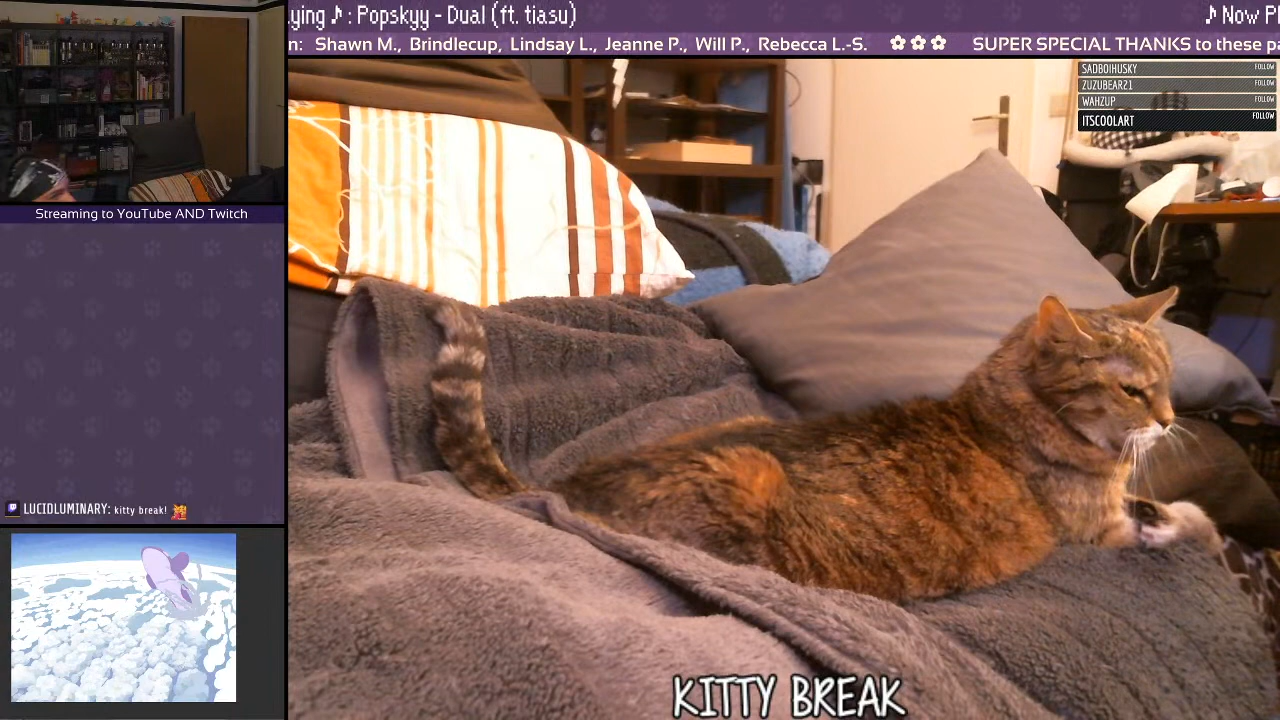 ying ♪ : Popskyy - Dual (ft. tiasu)
♪ Now Pl
n: Shawn M., Brindlecup, Lindsay L., Jeanne P., Will P., Rebecca L.-S. ✿ ✿ ✿ SUPER SPECIAL THANKS to these p
SADBOIHUSKY FOLLOW
ZUZUBEAR21 FOLLOW
WAHZUP FOLLOW
ITSCOOLART FOLLOW
Streaming to YouTube AND Twitch
LUCIDLUMINARY: kitty break!
KITTY BREAK